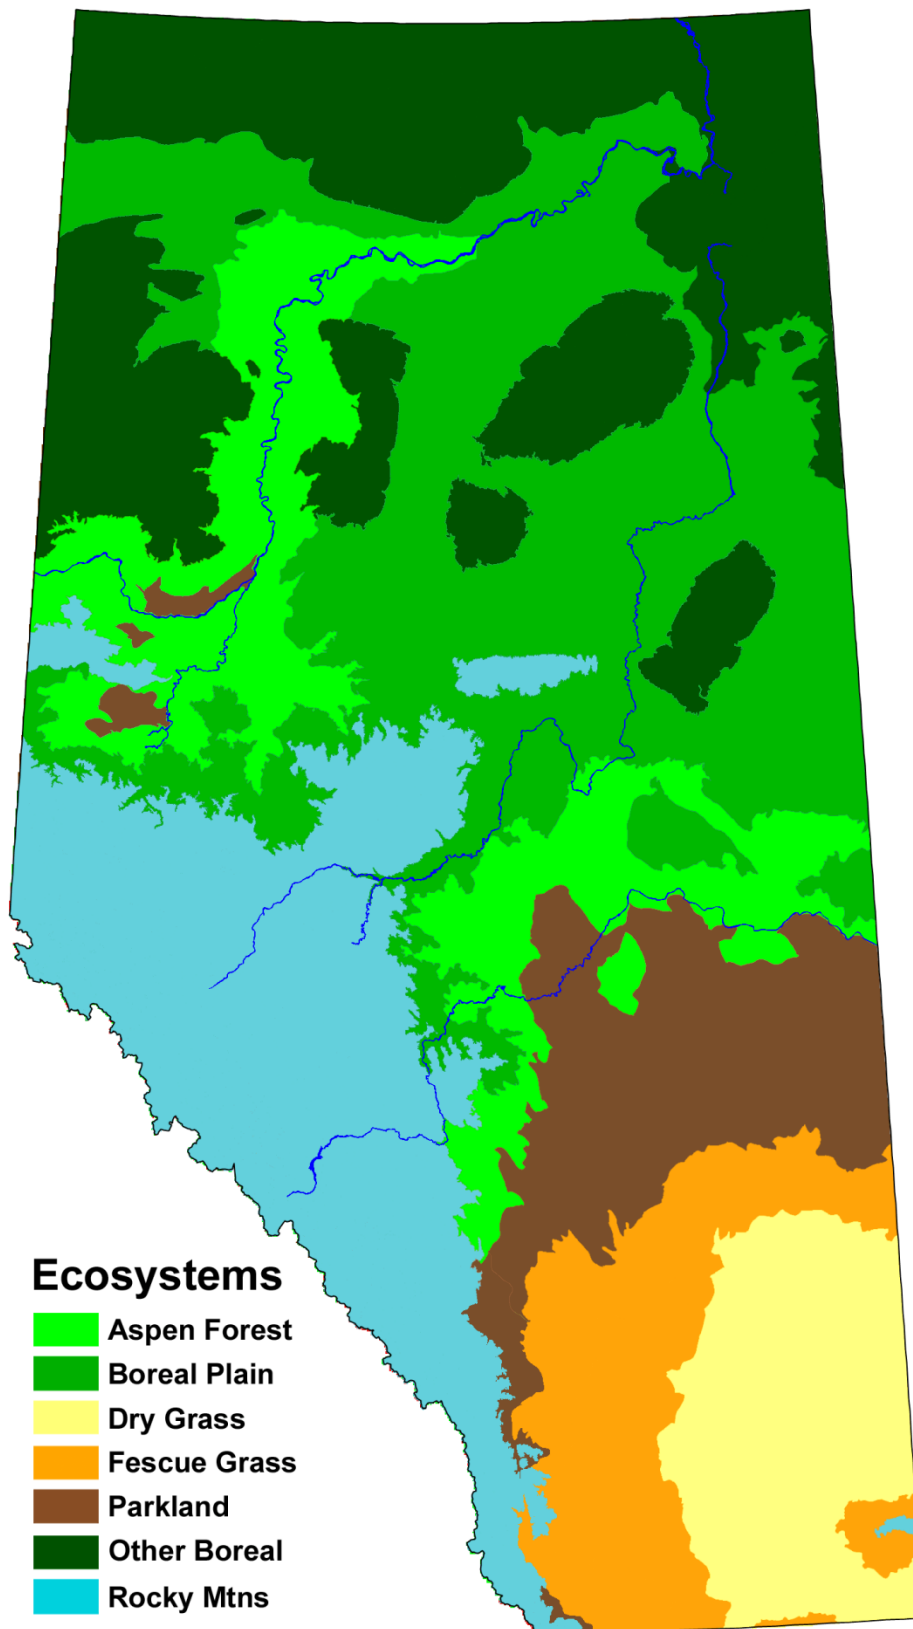 Ecosystems
Aspen Forest
Boreal Plain
Dry Grass
Fescue Grass
Parkland
Other Boreal
Rocky Mtns